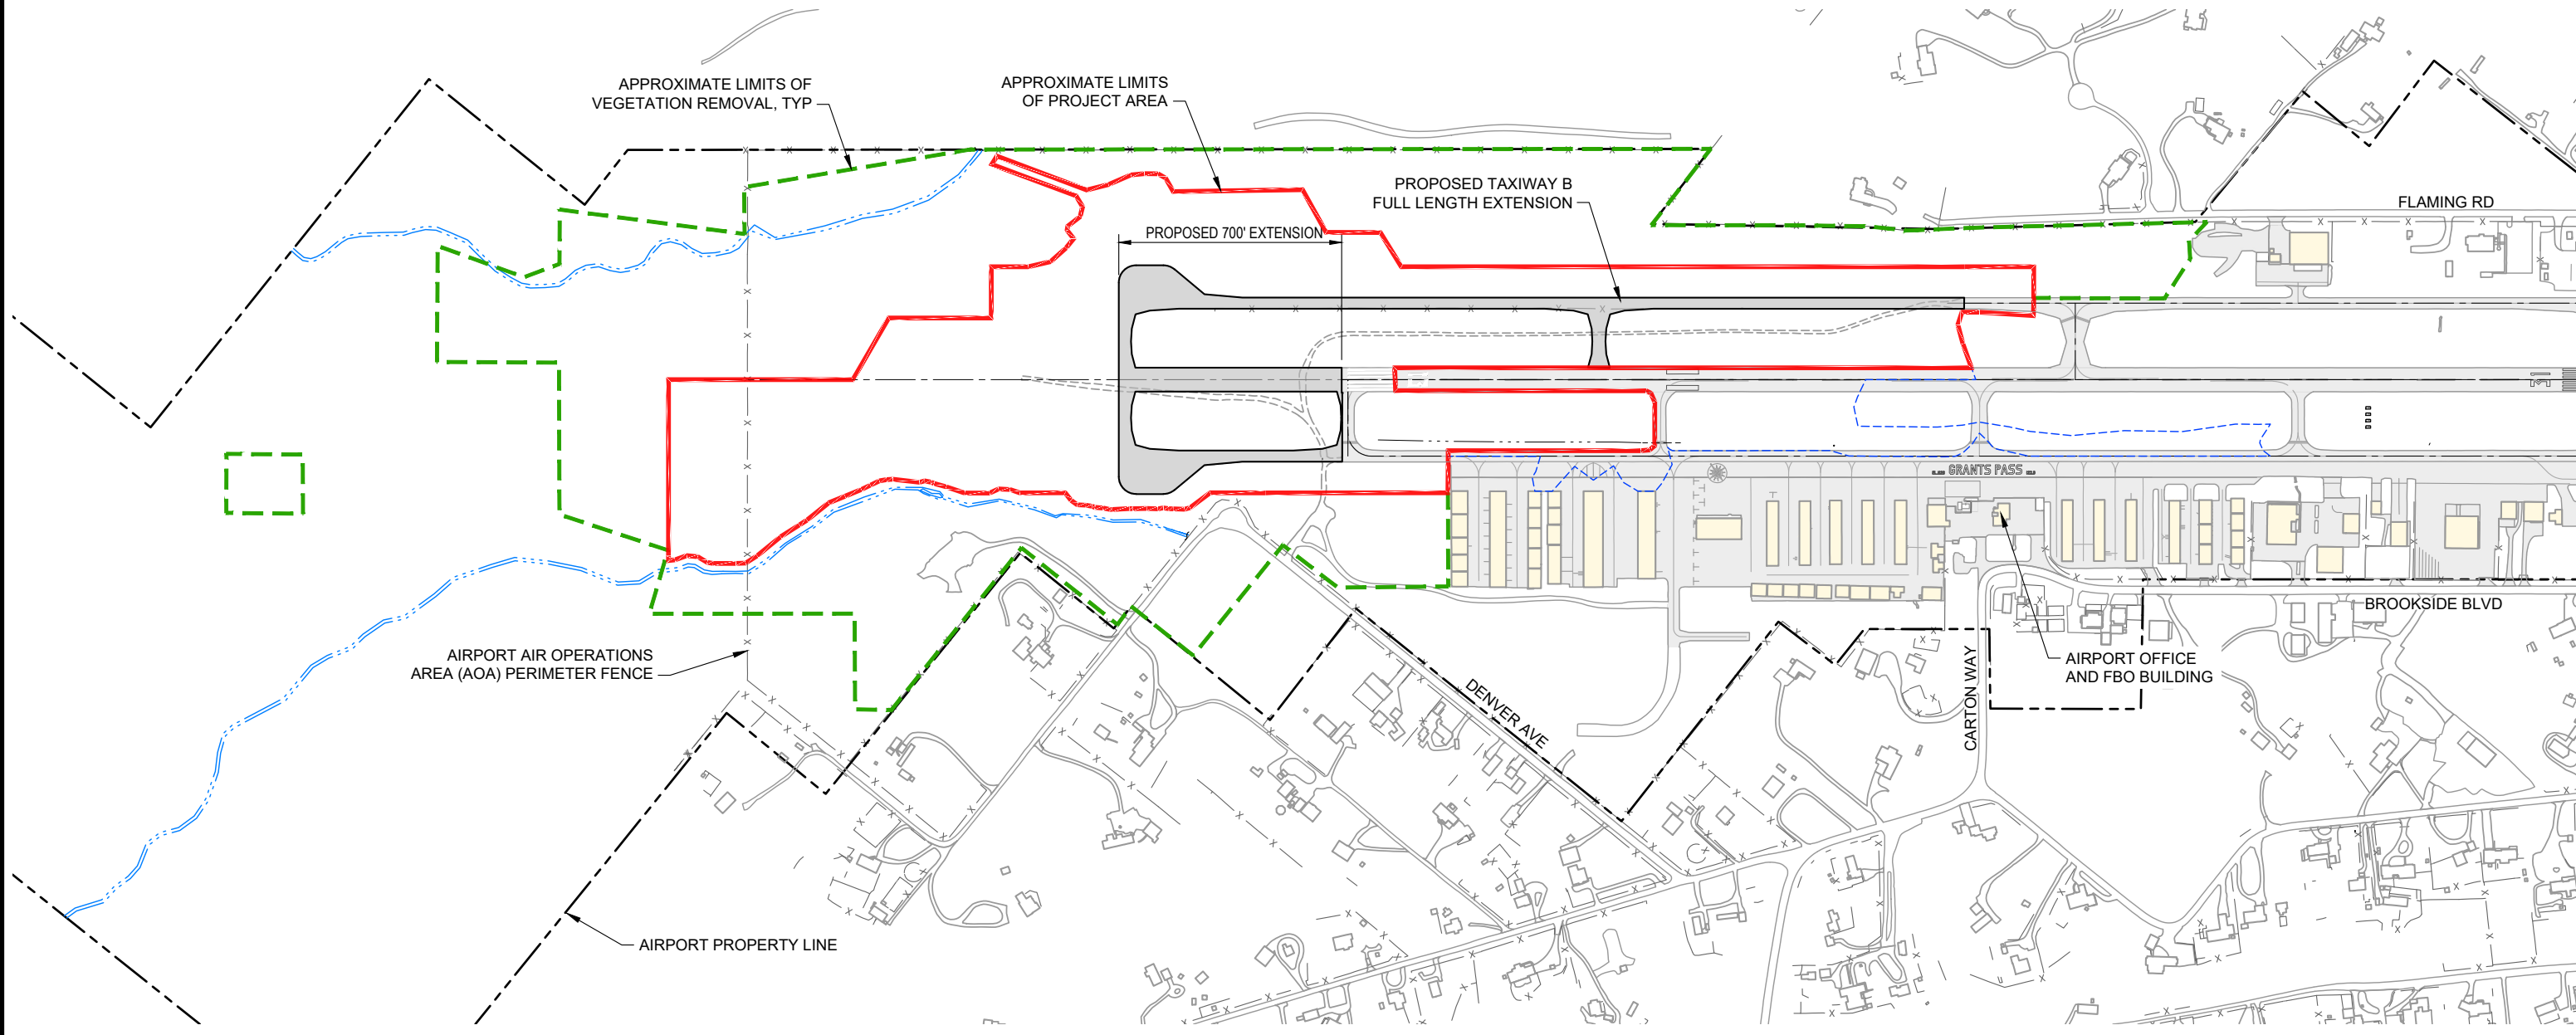 APPROXIMATE LIMITS OF
VEGETATION REMOVAL, TYP
APPROXIMATE LIMITS
OF PROJECT AREA
PROPOSED TAXIWAY B
FULL LENGTH EXTENSION
FLAMING RD
PROPOSED 700' EXTENSION
GRANTS PASS
BROOKSIDE BLVD
AIRPORT AIR OPERATIONS
AREA (AOA) PERIMETER FENCE
AIRPORT OFFICE
AND FBO BUILDING
CARTON WAY
DENVER AVE
AIRPORT PROPERTY LINE